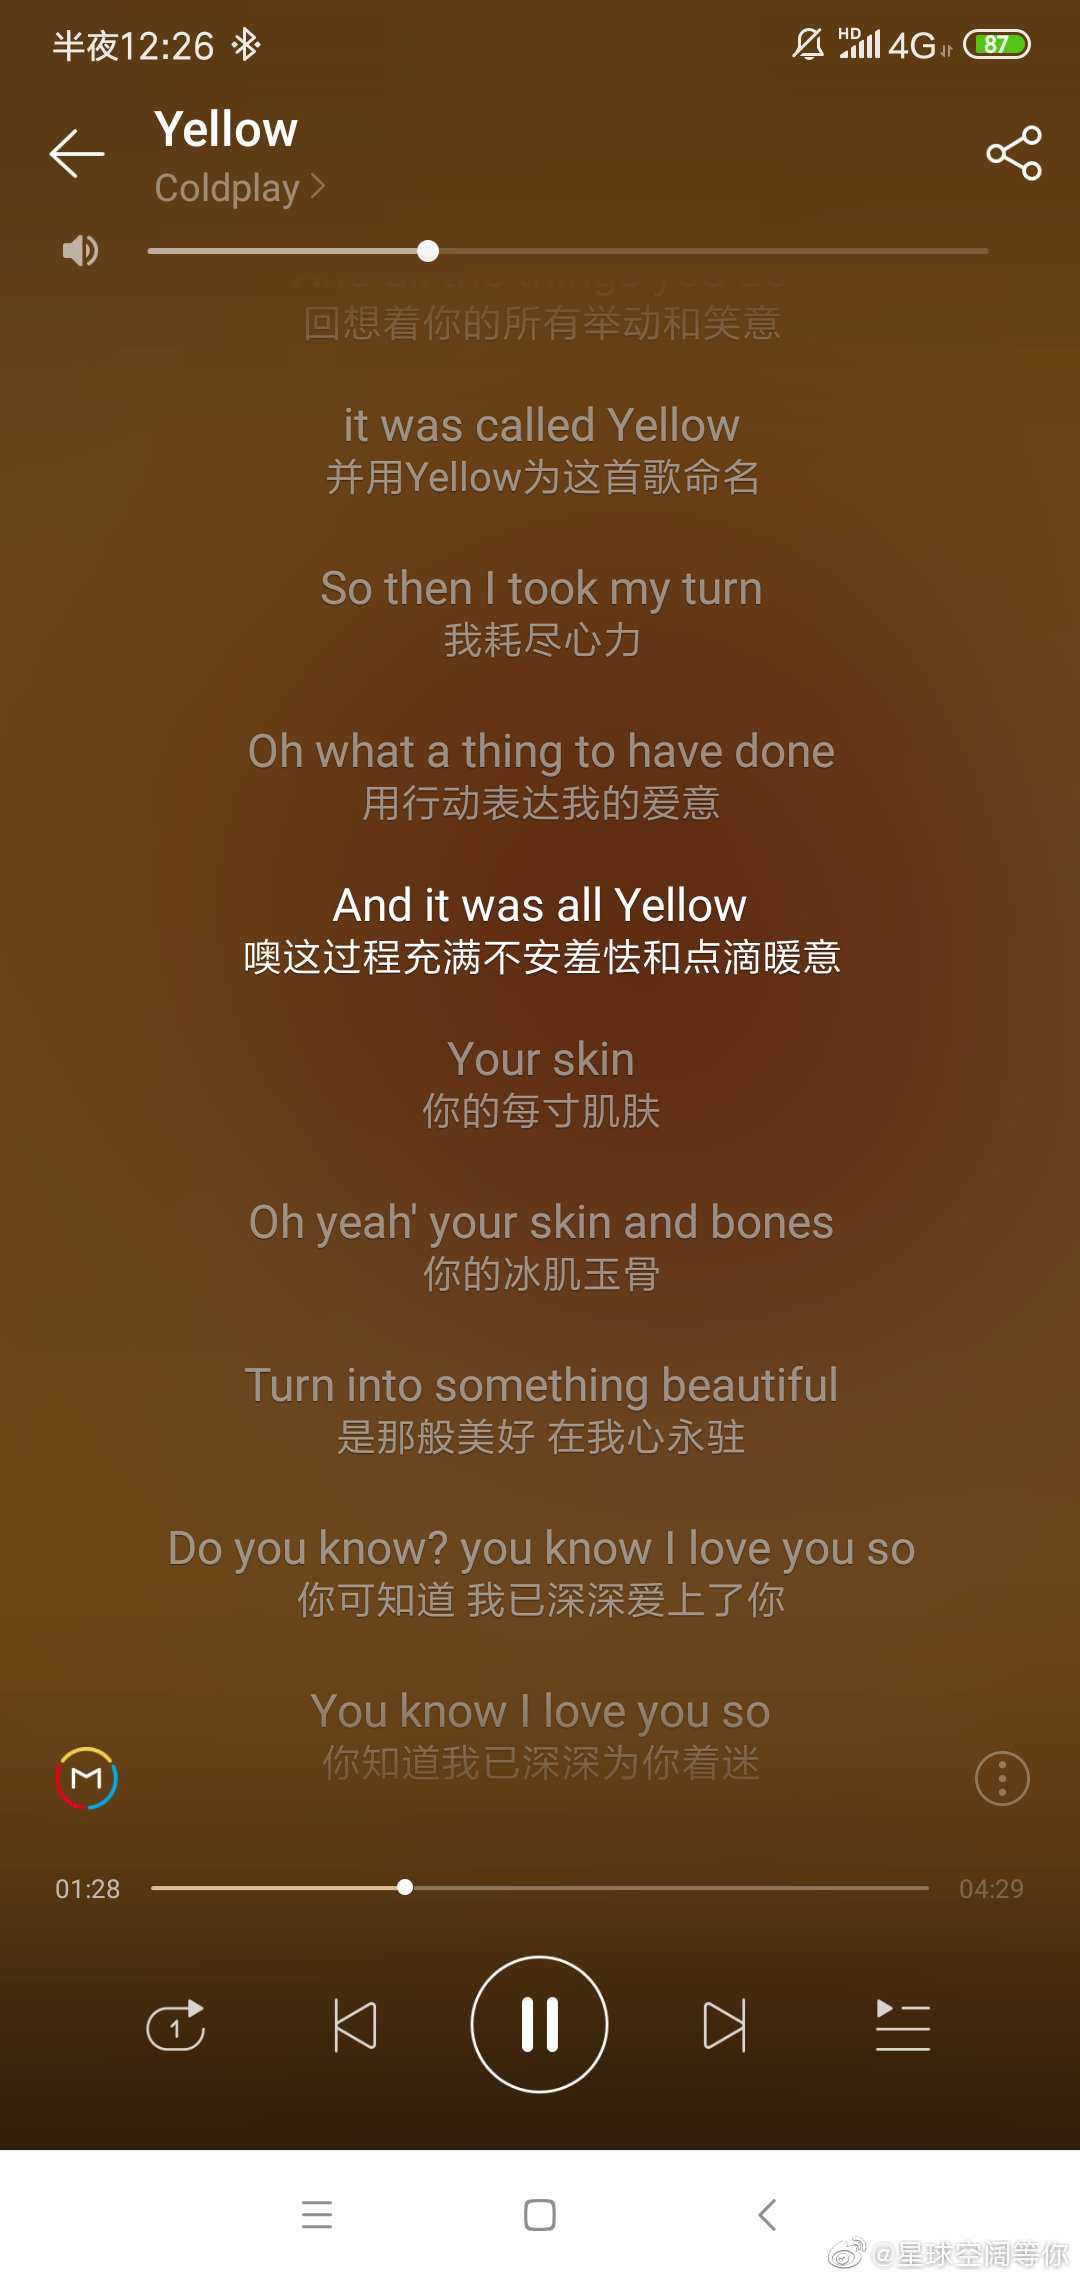 半夜12:26
HD 4G 87
Yellow
Coldplay
And all the things you do
回想着你的所有举动和笑意
it was called Yellow
并用Yellow为这首歌命名
So then I took my turn
我耗尽心力
Oh what a thing to have done
用行动表达我的爱意
And it was all Yellow
噢这过程充满不安羞怯和点滴暖意
Your skin
你的每寸肌肤
Oh yeah' your skin and bones
你的冰肌玉骨
Turn into something beautiful
是那般美好 在我心永驻
Do you know? you know I love you so
你可知道 我已深深爱上了你
You know I love you so
你知道我已深深为你着迷
M
01:28
04:29
1
@星球空阔等你